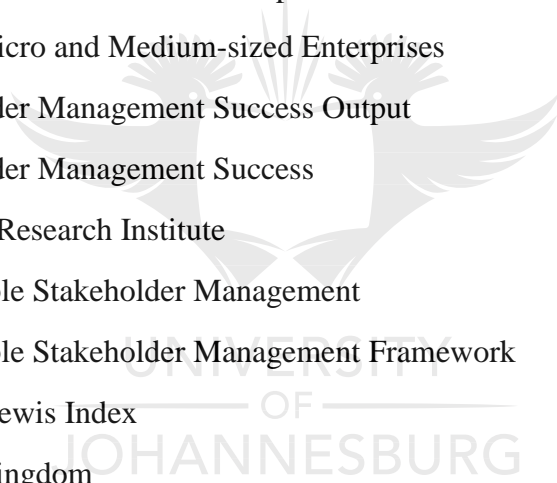 icro and Medium-sized Enterprises
der Management Success Output
der Management Success
Research Institute
le Stakeholder Management
le Stakeholder Management Framework
UNIVERSITY
ewis Index
OF
JOHANNESBURG
ingdom